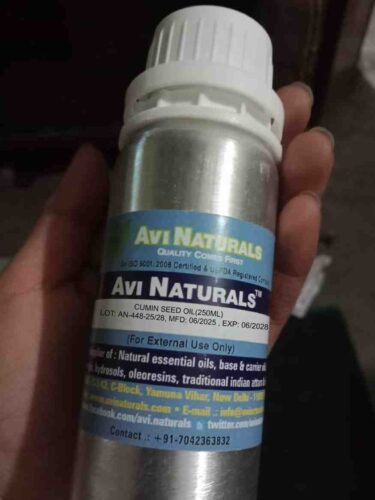 AVI NATURALS
QUALITY COMES FIRST
An ISO 9001:2008 Certified & USFDA Registered Company
AVI NATURALS™
CUMIN SEED OIL(250ML)
LOT: AN-448-25/28, MFD: 06/2025 , EXP: 06/2028
(For External Use Only)
of : Natural essential oils, base & carrier oils
hydrosols, oleoresins, traditional indian attars
C-Block, Yamuna Vihar, New Delhi -
• E-mail :
facebook.com/avi.naturals
Contact .: +91-7042363832